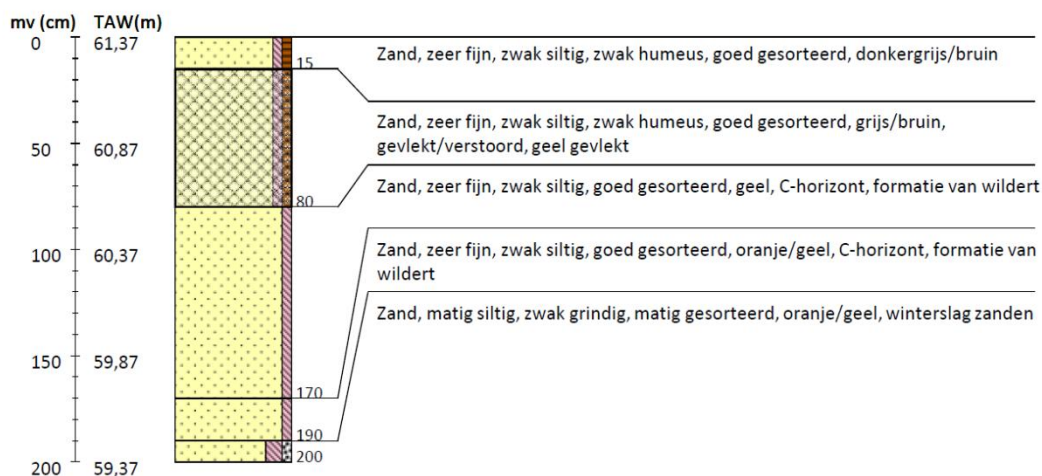 mv (cm) TAW(m)
0 61,37
Zand, zeer fijn, zwak siltig, zwak humeus, goed gesorteerd, donkergrijs/bruin
15
Zand, zeer fijn, zwak siltig, zwak humeus, goed gesorteerd, grijs/bruin,
gevlekt/verstoord, geel gevlekt
50 60,87
Zand, zeer fijn, zwak siltig, goed gesorteerd, geel, C-horizont, formatie van wildert
80
100 60,37
Zand, zeer fijn, zwak siltig, goed gesorteerd, oranje/geel, C-horizont, formatie van
wildert
Zand, matig siltig, zwak grindig, matig gesorteerd, oranje/geel, winterslag zanden
150 59,87
170
190
200
200 59,37